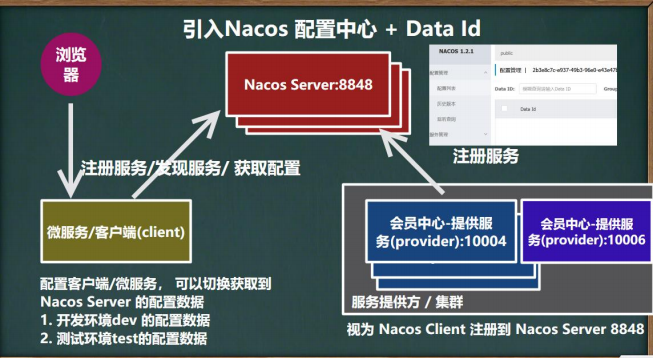 引入Nacos 配置中心 + Data Id
浏览
器
Nacos Server:8848
NACOS 1.2.1
public
配置管理
配置管理 |
配置列表
Data ID:
Group
历史版本
Data Id
监听查询
服务管理
注册服务/发现服务/ 获取配置
注册服务
微服务/客户端(client)
会员中心-提供服
务(provider):10004
会员中心-提供服
务(provider):10006
配置客户端/微服务， 可以切换获取到
Nacos Server 的配置数据
1. 开发环境dev 的配置数据
2. 测试环境test的配置数据
服务提供方 / 集群
视为 Nacos Client 注册到 Nacos Server 8848